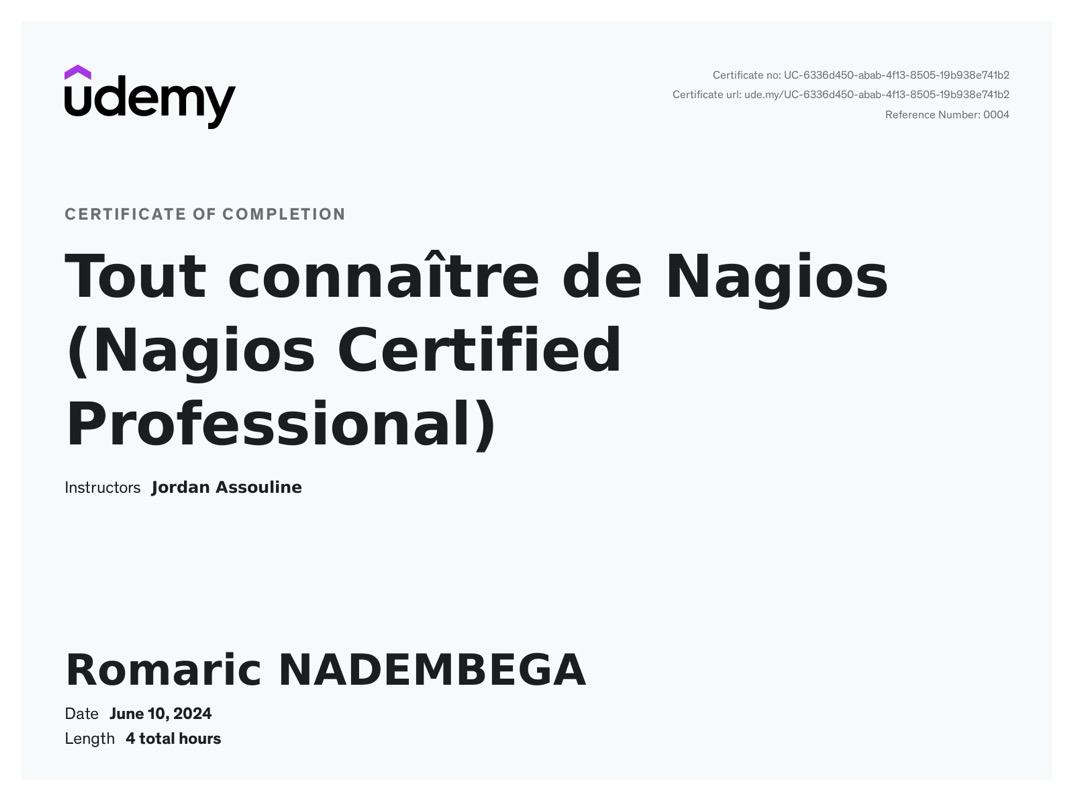 udemy
Certificate no: UC-6336d450-abab-4f13-8505-19b938e741b2
Certificate url: ude.my/UC-6336d450-abab-4f13-8505-19b938e741b2
Reference Number: 0004
CERTIFICATE OF COMPLETION
Tout connaître de Nagios
(Nagios Certified
Professional)
Instructors Jordan Assouline
Romaric NADEMBEGA
Date June 10, 2024
Length 4 total hours